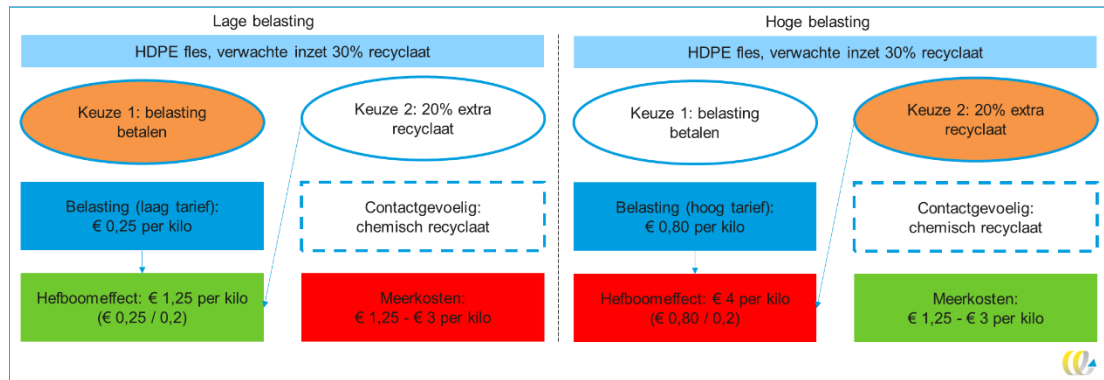 Lage belasting
HDPE fles, verwachte inzet 30% recyclaat
Keuze 1: belasting
betalen
Keuze 2: 20% extra
recyclaat
Belasting (laag tarief):
€ 0,25 per kilo
Contactgevoelig:
chemisch recyclaat
Hefboomeffect: € 1,25 per kilo
(€ 0,25 / 0,2)
Meerkosten:
€ 1,25 - € 3 per kilo
Hoge belasting
HDPE fles, verwachte inzet 30% recyclaat
Keuze 1: belasting
betalen
Keuze 2: 20% extra
recyclaat
Belasting (hoog tarief):
€ 0,80 per kilo
Contactgevoelig:
chemisch recyclaat
Hefboomeffect: € 4 per kilo
(€ 0,80 / 0,2)
Meerkosten:
€ 1,25 - € 3 per kilo